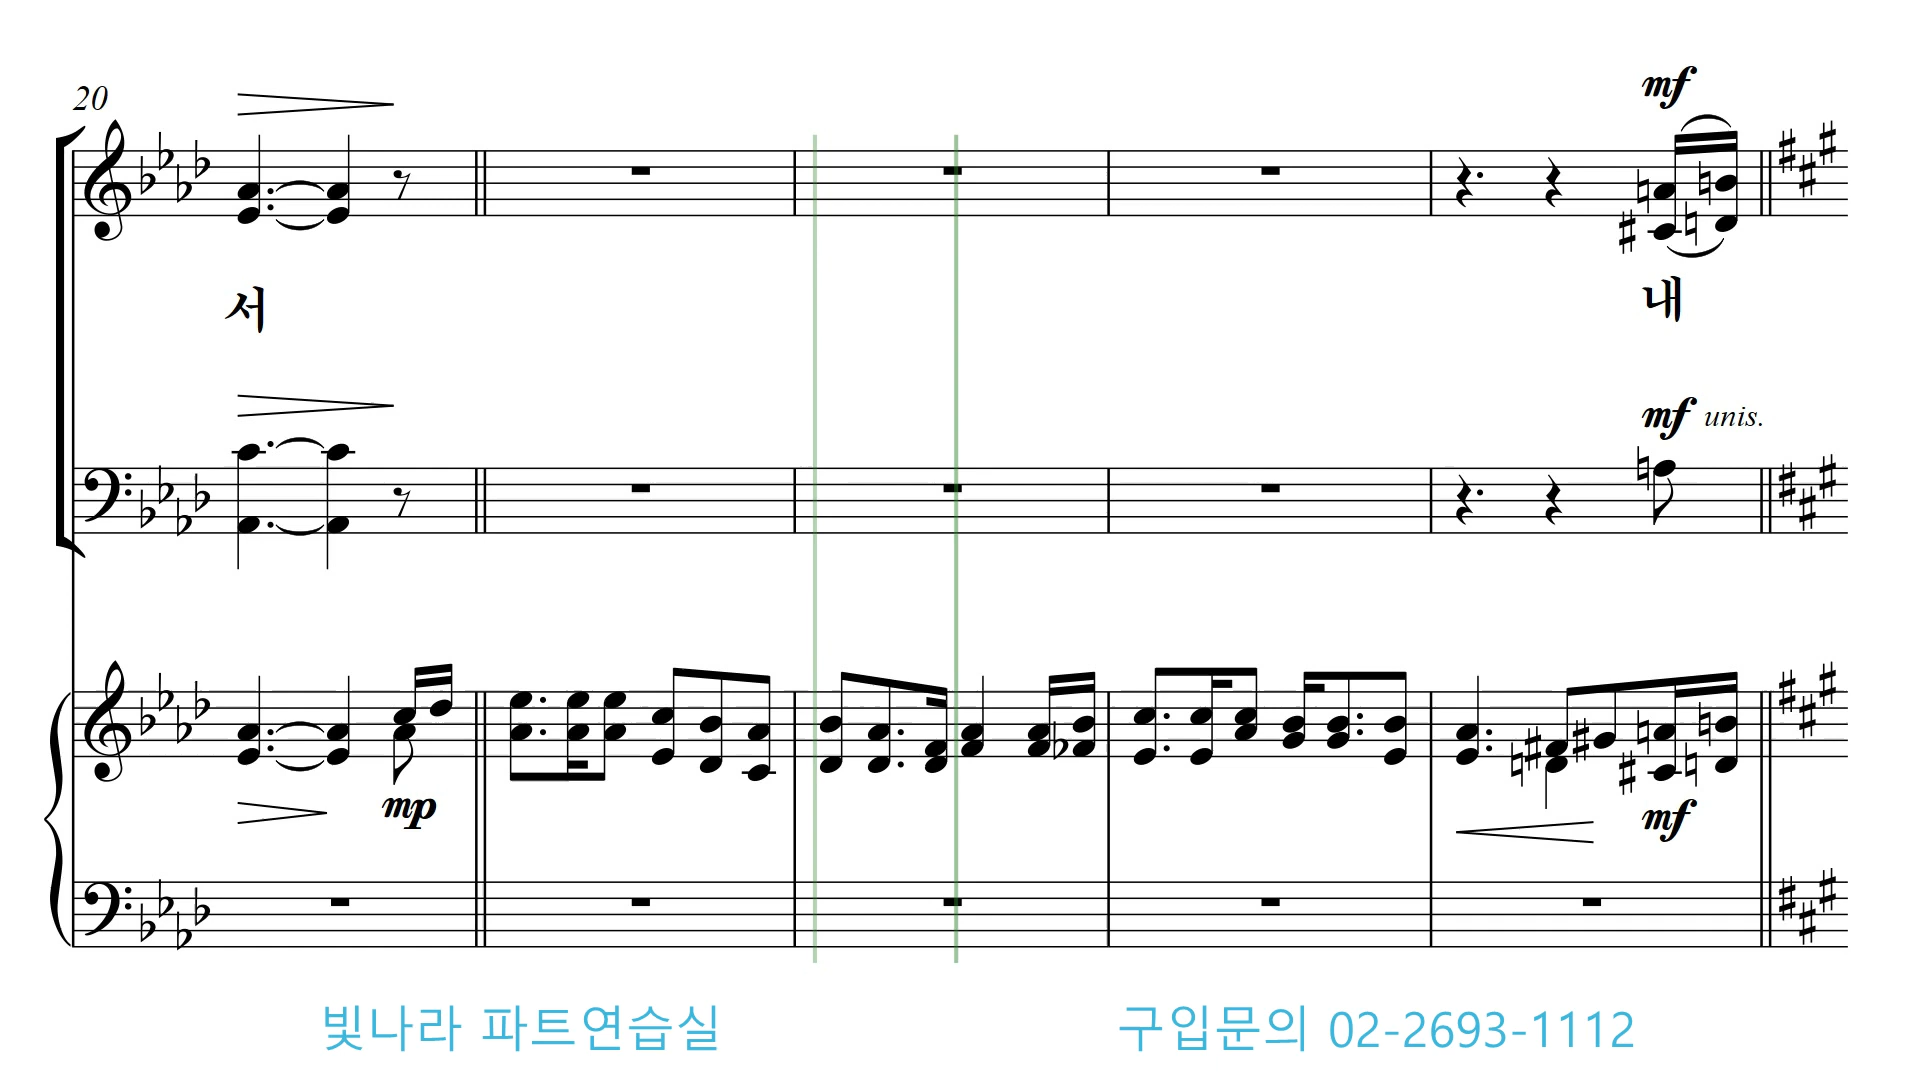 20
mf
서
내
mf unis.
mp
mf
빛나라 파트연습실 구입문의 02-2693-1112